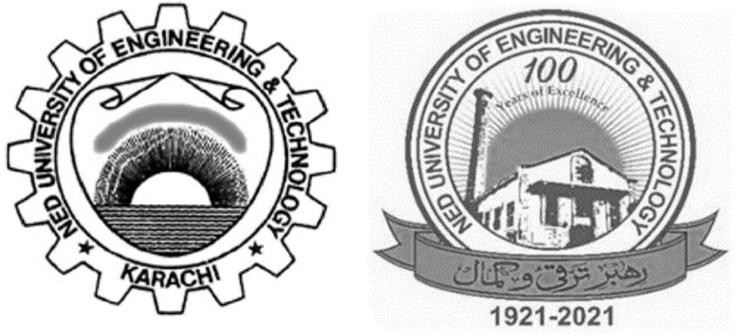 NED UNIVERSITY OF ENGINEERING & TECHNOLOGY
KARACHI
NED UNIVERSITY OF ENGINEERING & TECHNOLOGY
100
Years of Excellence
رهبر ترقی و کمال
1921-2021